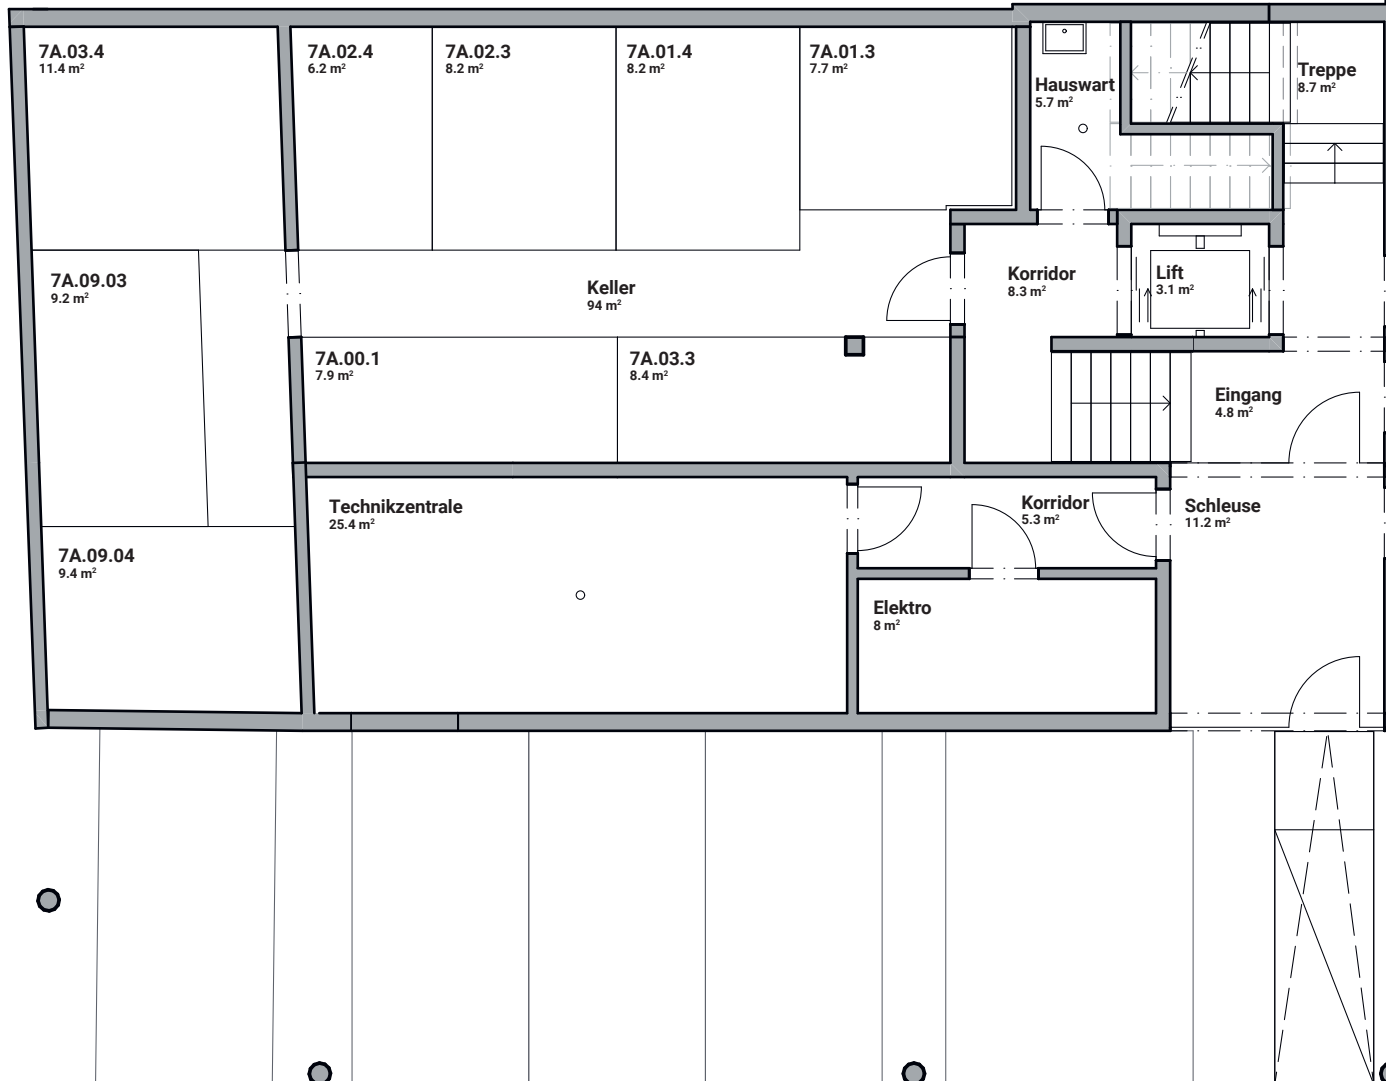 7A.03.4
11.4 m²
7A.02.4
6.2 m²
7A.02.3
8.2 m²
7A.01.4
8.2 m²
7A.01.3
7.7 m²
Hauswart
5.7 m²
Treppe
8.7 m²
7A.09.03
9.2 m²
Keller
94 m²
Korridor
8.3 m²
Lift
3.1 m²
7A.00.1
7.9 m²
7A.03.3
8.4 m²
Eingang
4.8 m²
Technikzentrale
25.4 m²
Korridor
5.3 m²
Schleuse
11.2 m²
7A.09.04
9.4 m²
Elektro
8 m²